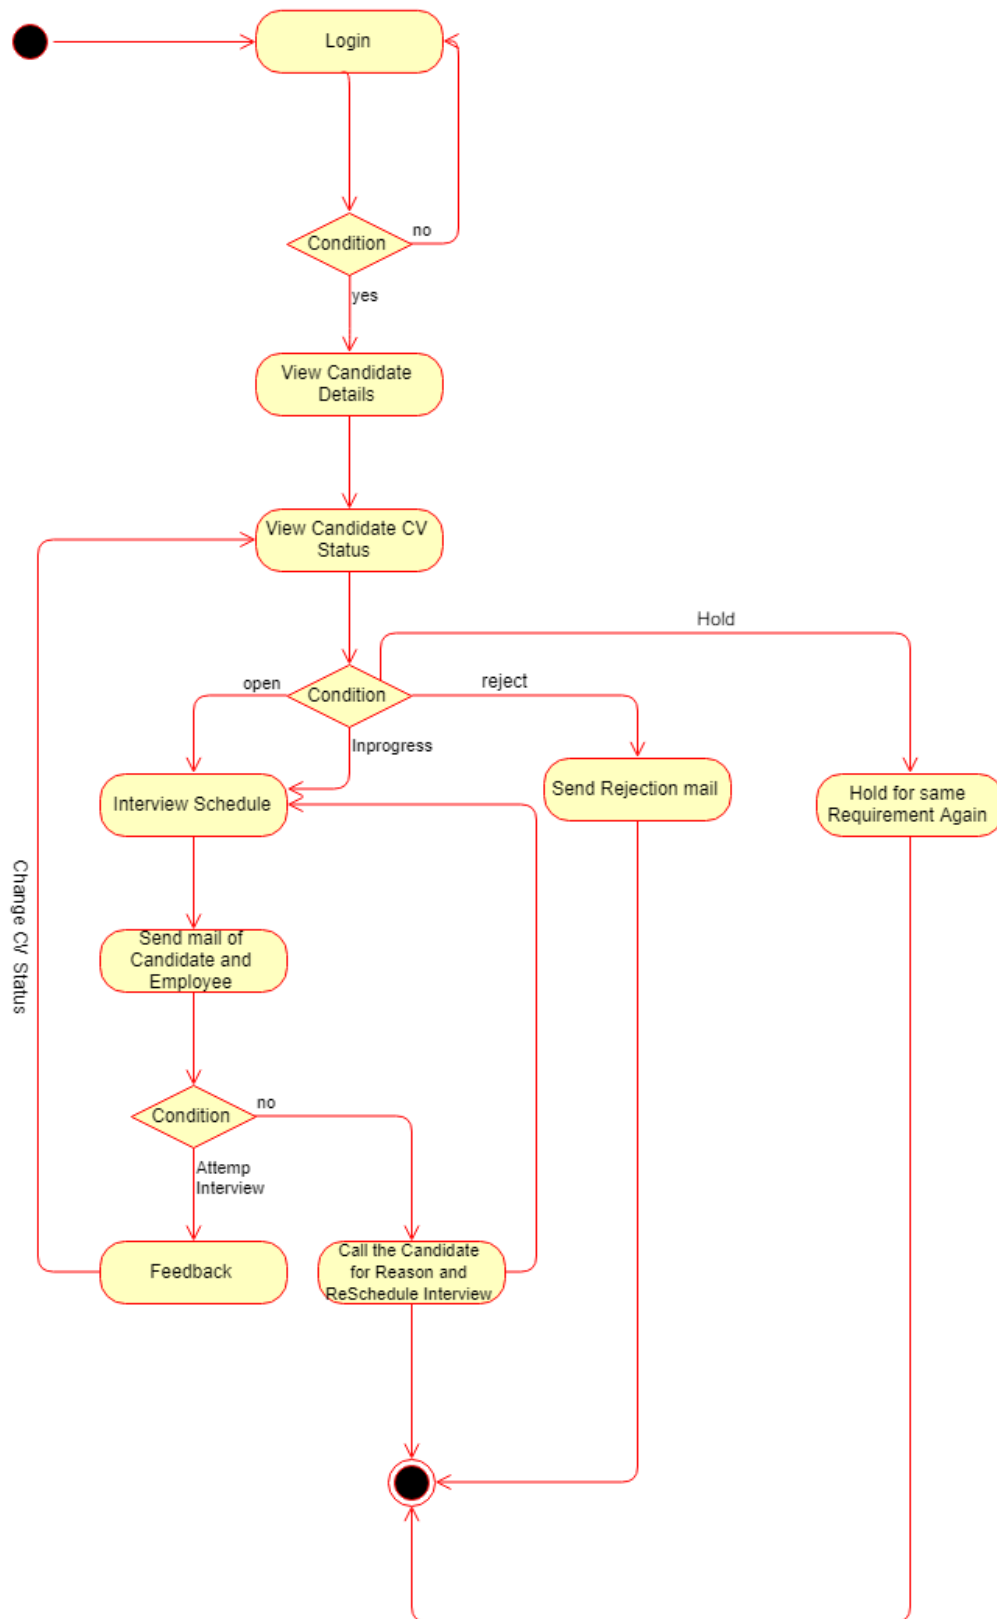 Login
Condition
no
yes
View Candidate
Details
View Candidate CV
Status
Hold
open
Condition
reject
Inprogress
Interview Schedule
Send Rejection mail
Hold for same
Requirement Again
Change CV Status
Send mail of
Candidate and
Employee
Condition
no
Attemp
Interview
Feedback
Call the Candidate
for Reason and
ReSchedule Interview